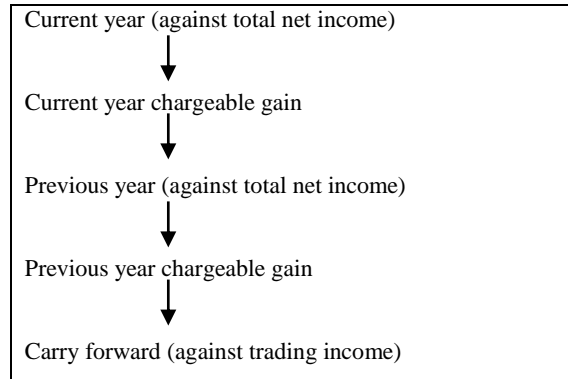 Current year (against total net income)
Current year chargeable gain
Previous year (against total net income)
Previous year chargeable gain
Carry forward (against trading income)